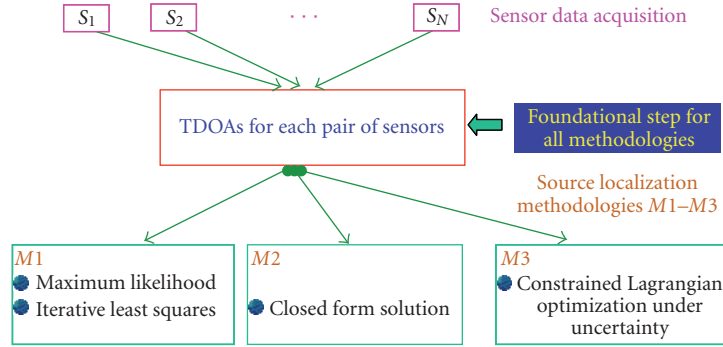 S1 S2 · · · SN Sensor data acquisition
TDOAs for each pair of sensors
Foundational step for
all methodologies
Source localization
methodologies M1–M3
M1
Maximum likelihood
Iterative least squares
M2
Closed form solution
M3
Constrained Lagrangian
optimization under
uncertainty